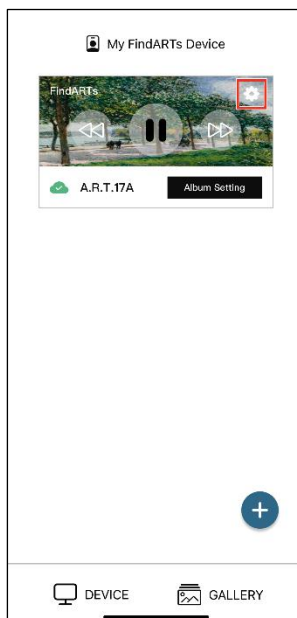 My FindARTs Device
FindARTs
A.R.T.17A
Album Setting
DEVICE
GALLERY